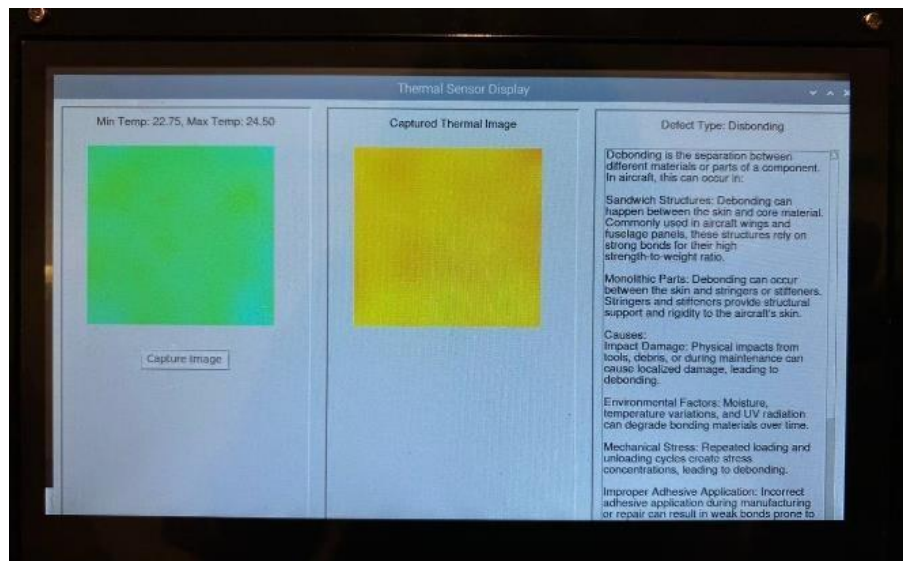 Thermal Sensor Display
Min Temp: 22.75, Max Temp: 24.50
Capture Image
Captured Thermal Image
Defect Type: Disbonding
Debonding is the separation between
different materials or parts of a component.
In aircraft, this can occur in:
Sandwich Structures: Debonding can
happen between the skin and core material.
Commonly used in aircraft wings and
fuselage panels, these structures rely on
strong bonds for their high
strength-to-weight ratio.
Monolithic Parts: Debonding can occur
between the skin and stringers or stiffeners.
Stringers and stiffeners provide structural
support and rigidity to the aircraft's skin.
Causes:
Impact Damage: Physical impacts from
tools, debris, or during maintenance can
cause localized damage, leading to
debonding.
Environmental Factors: Moisture,
temperature variations, and UV radiation
can degrade bonding materials over time.
Mechanical Stress: Repeated loading and
unloading cycles create stress
concentrations, leading to debonding.
Improper Adhesive Application: Incorrect
adhesive application during manufacturing
or repair can result in weak bonds prone to